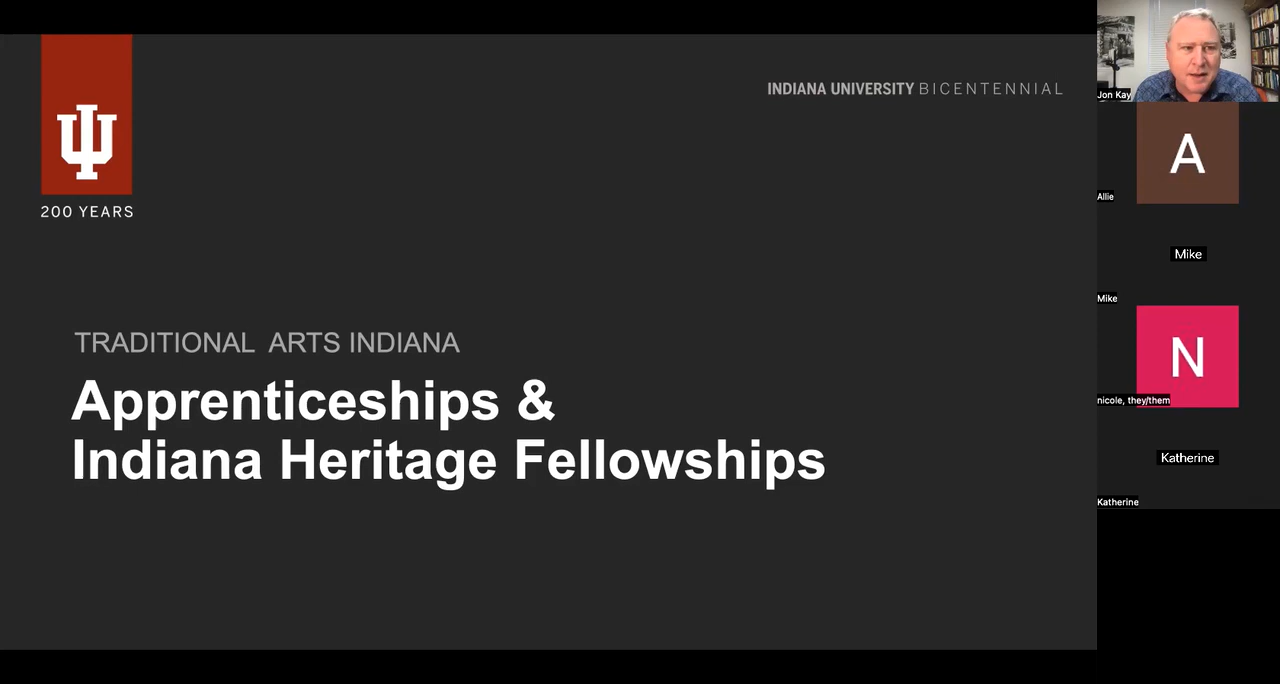 INDIANA UNIVERSITY BICENTENNIAL
200 YEARS
TRADITIONAL ARTS INDIANA
Apprenticeships &
Indiana Heritage Fellowships
Jon Kay
A
Allie
Mike
Mike
N
nicole, they/them
Katherine
Katherine